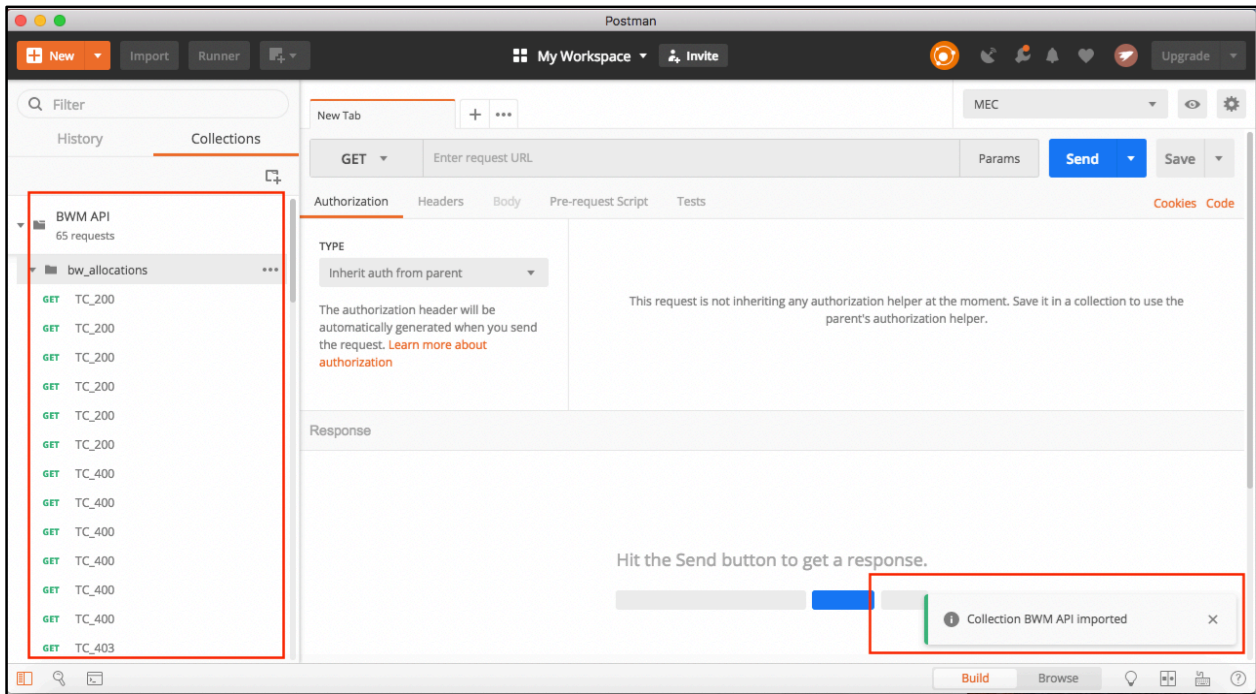 Postman
New
Import
Runner
My Workspace
Invite
Upgrade
Filter
History
Collections
BWM API
65 requests
bw_allocations
GET TC_200
GET TC_200
GET TC_200
GET TC_200
GET TC_200
GET TC_200
GET TC_400
GET TC_400
GET TC_400
GET TC_400
GET TC_400
GET TC_400
GET TC_403
New Tab
MEC
GET
Enter request URL
Params
Send
Save
Authorization
Headers
Body
Pre-request Script
Tests
Cookies
Code
TYPE
Inherit auth from parent
The authorization header will be
automatically generated when you send
the request. Learn more about
authorization
This request is not inheriting any authorization helper at the moment. Save it in a collection to use the
parent's authorization helper.
Response
Hit the Send button to get a response.
Collection BWM API imported
Build
Browse